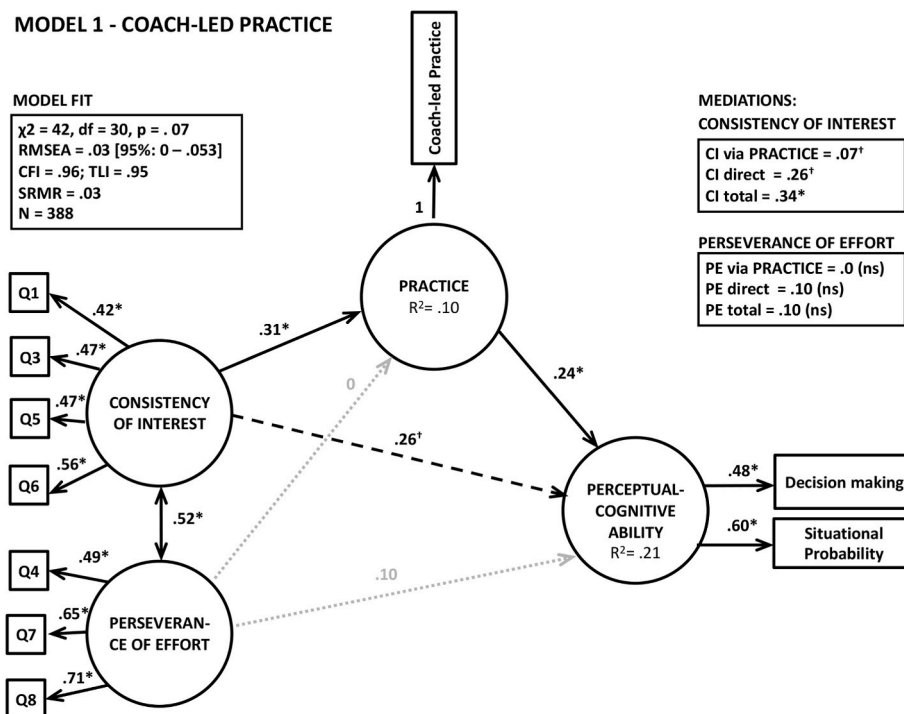 MODEL 1 - COACH-LED PRACTICE
Coach-led Practice
MODEL FIT
χ2 = 42, df = 30, p = . 07
RMSEA = .03 [95%: 0 – .053]
CFI = .96; TLI = .95
SRMR = .03
N = 388
MEDIATIONS:
CONSISTENCY OF INTEREST
CI via PRACTICE = .07†
CI direct = .26†
CI total = .34*
PERSEVERANCE OF EFFORT
PE via PRACTICE = .0 (ns)
PE direct = .10 (ns)
PE total = .10 (ns)
1
PRACTICE
R²= .10
Q1
.42*
Q3
.47*
Q5
.47*
Q6
.56*
CONSISTENCY
OF INTEREST
.31*
0
.24*
.26†
.52*
PERCEPTUAL-
COGNITIVE
ABILITY
R²= .21
.48*
Decision making
.60*
Situational
Probability
.10
Q4
.49*
Q7
.65*
Q8
.71*
PERSEVERAN-
CE OF EFFORT